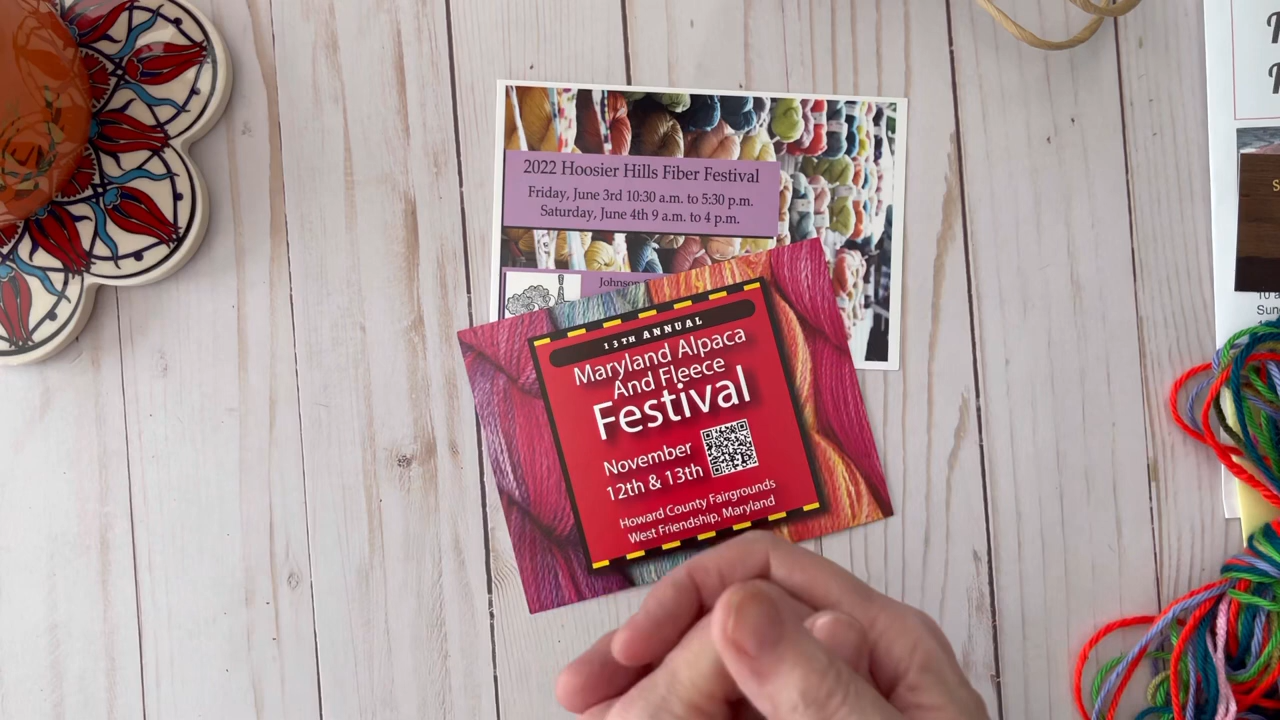 2022 Hoosier Hills Fiber Festival
Friday, June 3rd 10:30 a.m. to 5:30 p.m.
Saturday, June 4th 9 a.m. to 4 p.m.
13TH ANNUAL
Maryland Alpaca
And Fleece
Festival
November
12th & 13th
Howard County Fairgrounds
West Friendship, Maryland